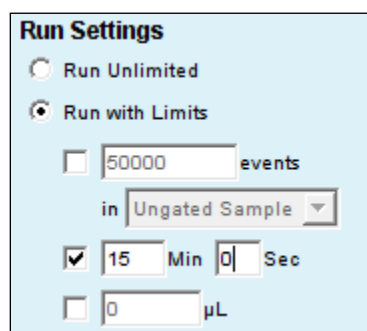 Run Settings
Run Unlimited
Run with Limits
50000 events
in Ungated Sample
15 Min 0 Sec
0 µL